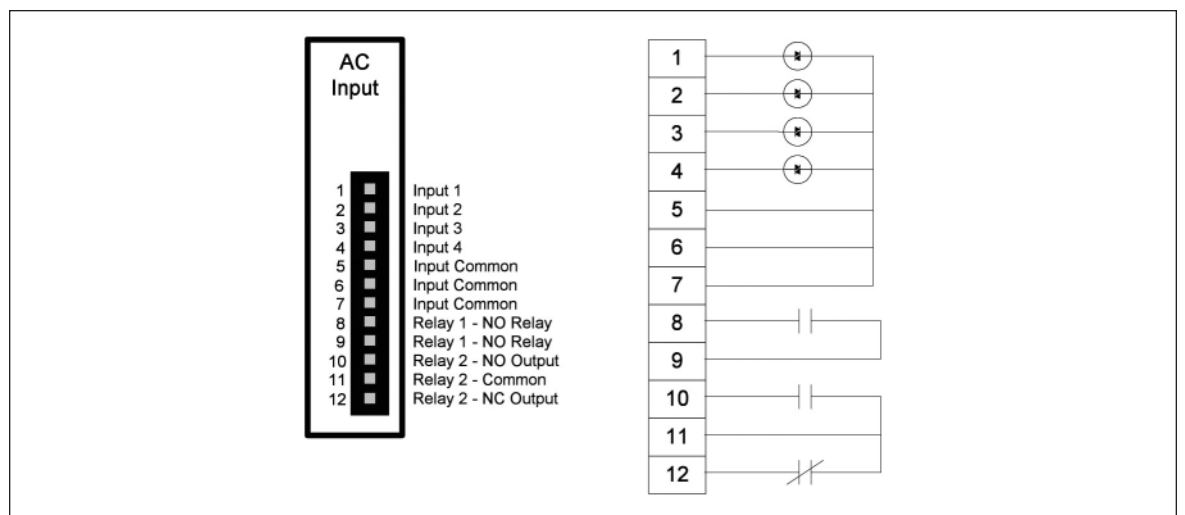 AC
Input
1 Input 1
2 Input 2
3 Input 3
4 Input 4
5 Input Common
6 Input Common
7 Input Common
8 Relay 1 - NO Relay
9 Relay 1 - NO Relay
10 Relay 2 - NO Output
11 Relay 2 - Common
12 Relay 2 - NC Output
1
2
3
4
5
6
7
8
9
10
11
12